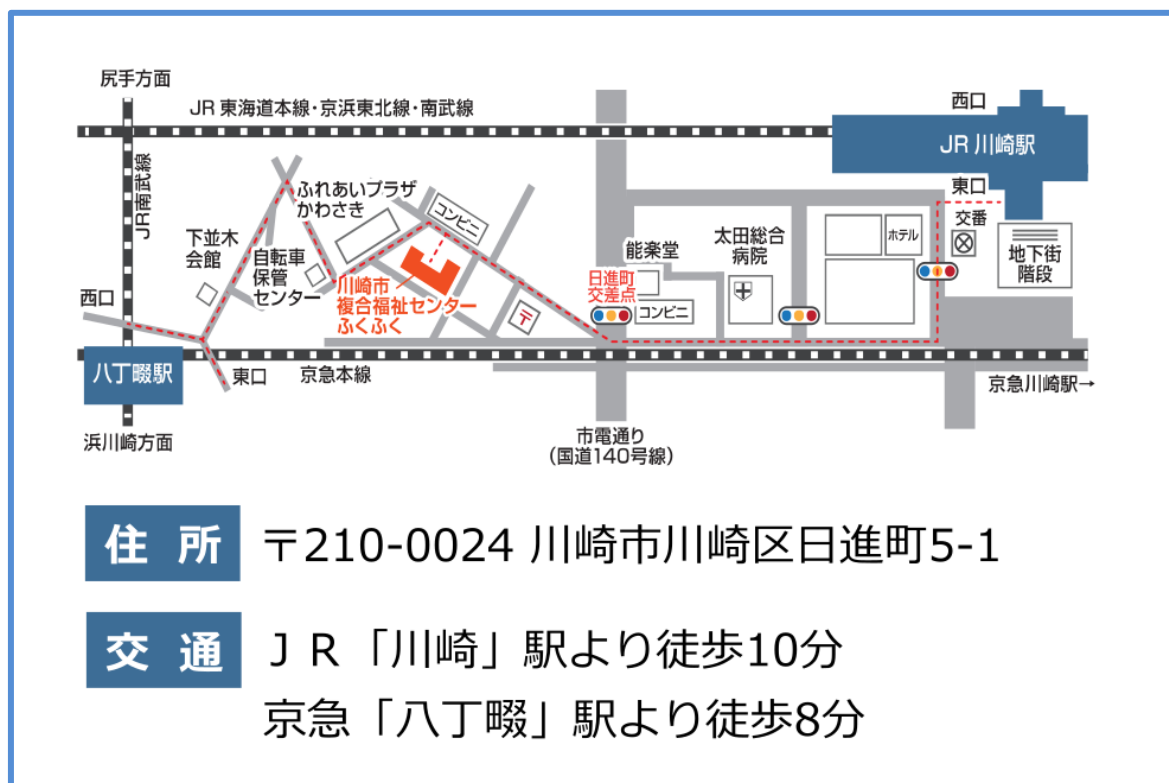 尻手方面
JR東海道本線・京浜東北線・南武線
西口
JR 川崎駅
東口
JR南武線
ふれあいプラザ
かわさき
コンビニ
下並木
会館
自転車
保管
センター
川崎市
複合福祉センター
ふくふく
〒
日進町
交差点
能楽堂
コンビニ
太田総合
病院
ホテル
交番
地下街
階段
西口
八丁畷駅
東口
京急本線
京急川崎駅→
浜川崎方面
市電通り
(国道140号線)
住 所
〒210-0024 川崎市川崎区日進町5-1
交 通
ＪＲ「川崎」駅より徒歩10分
京急「八丁畷」駅より徒歩8分